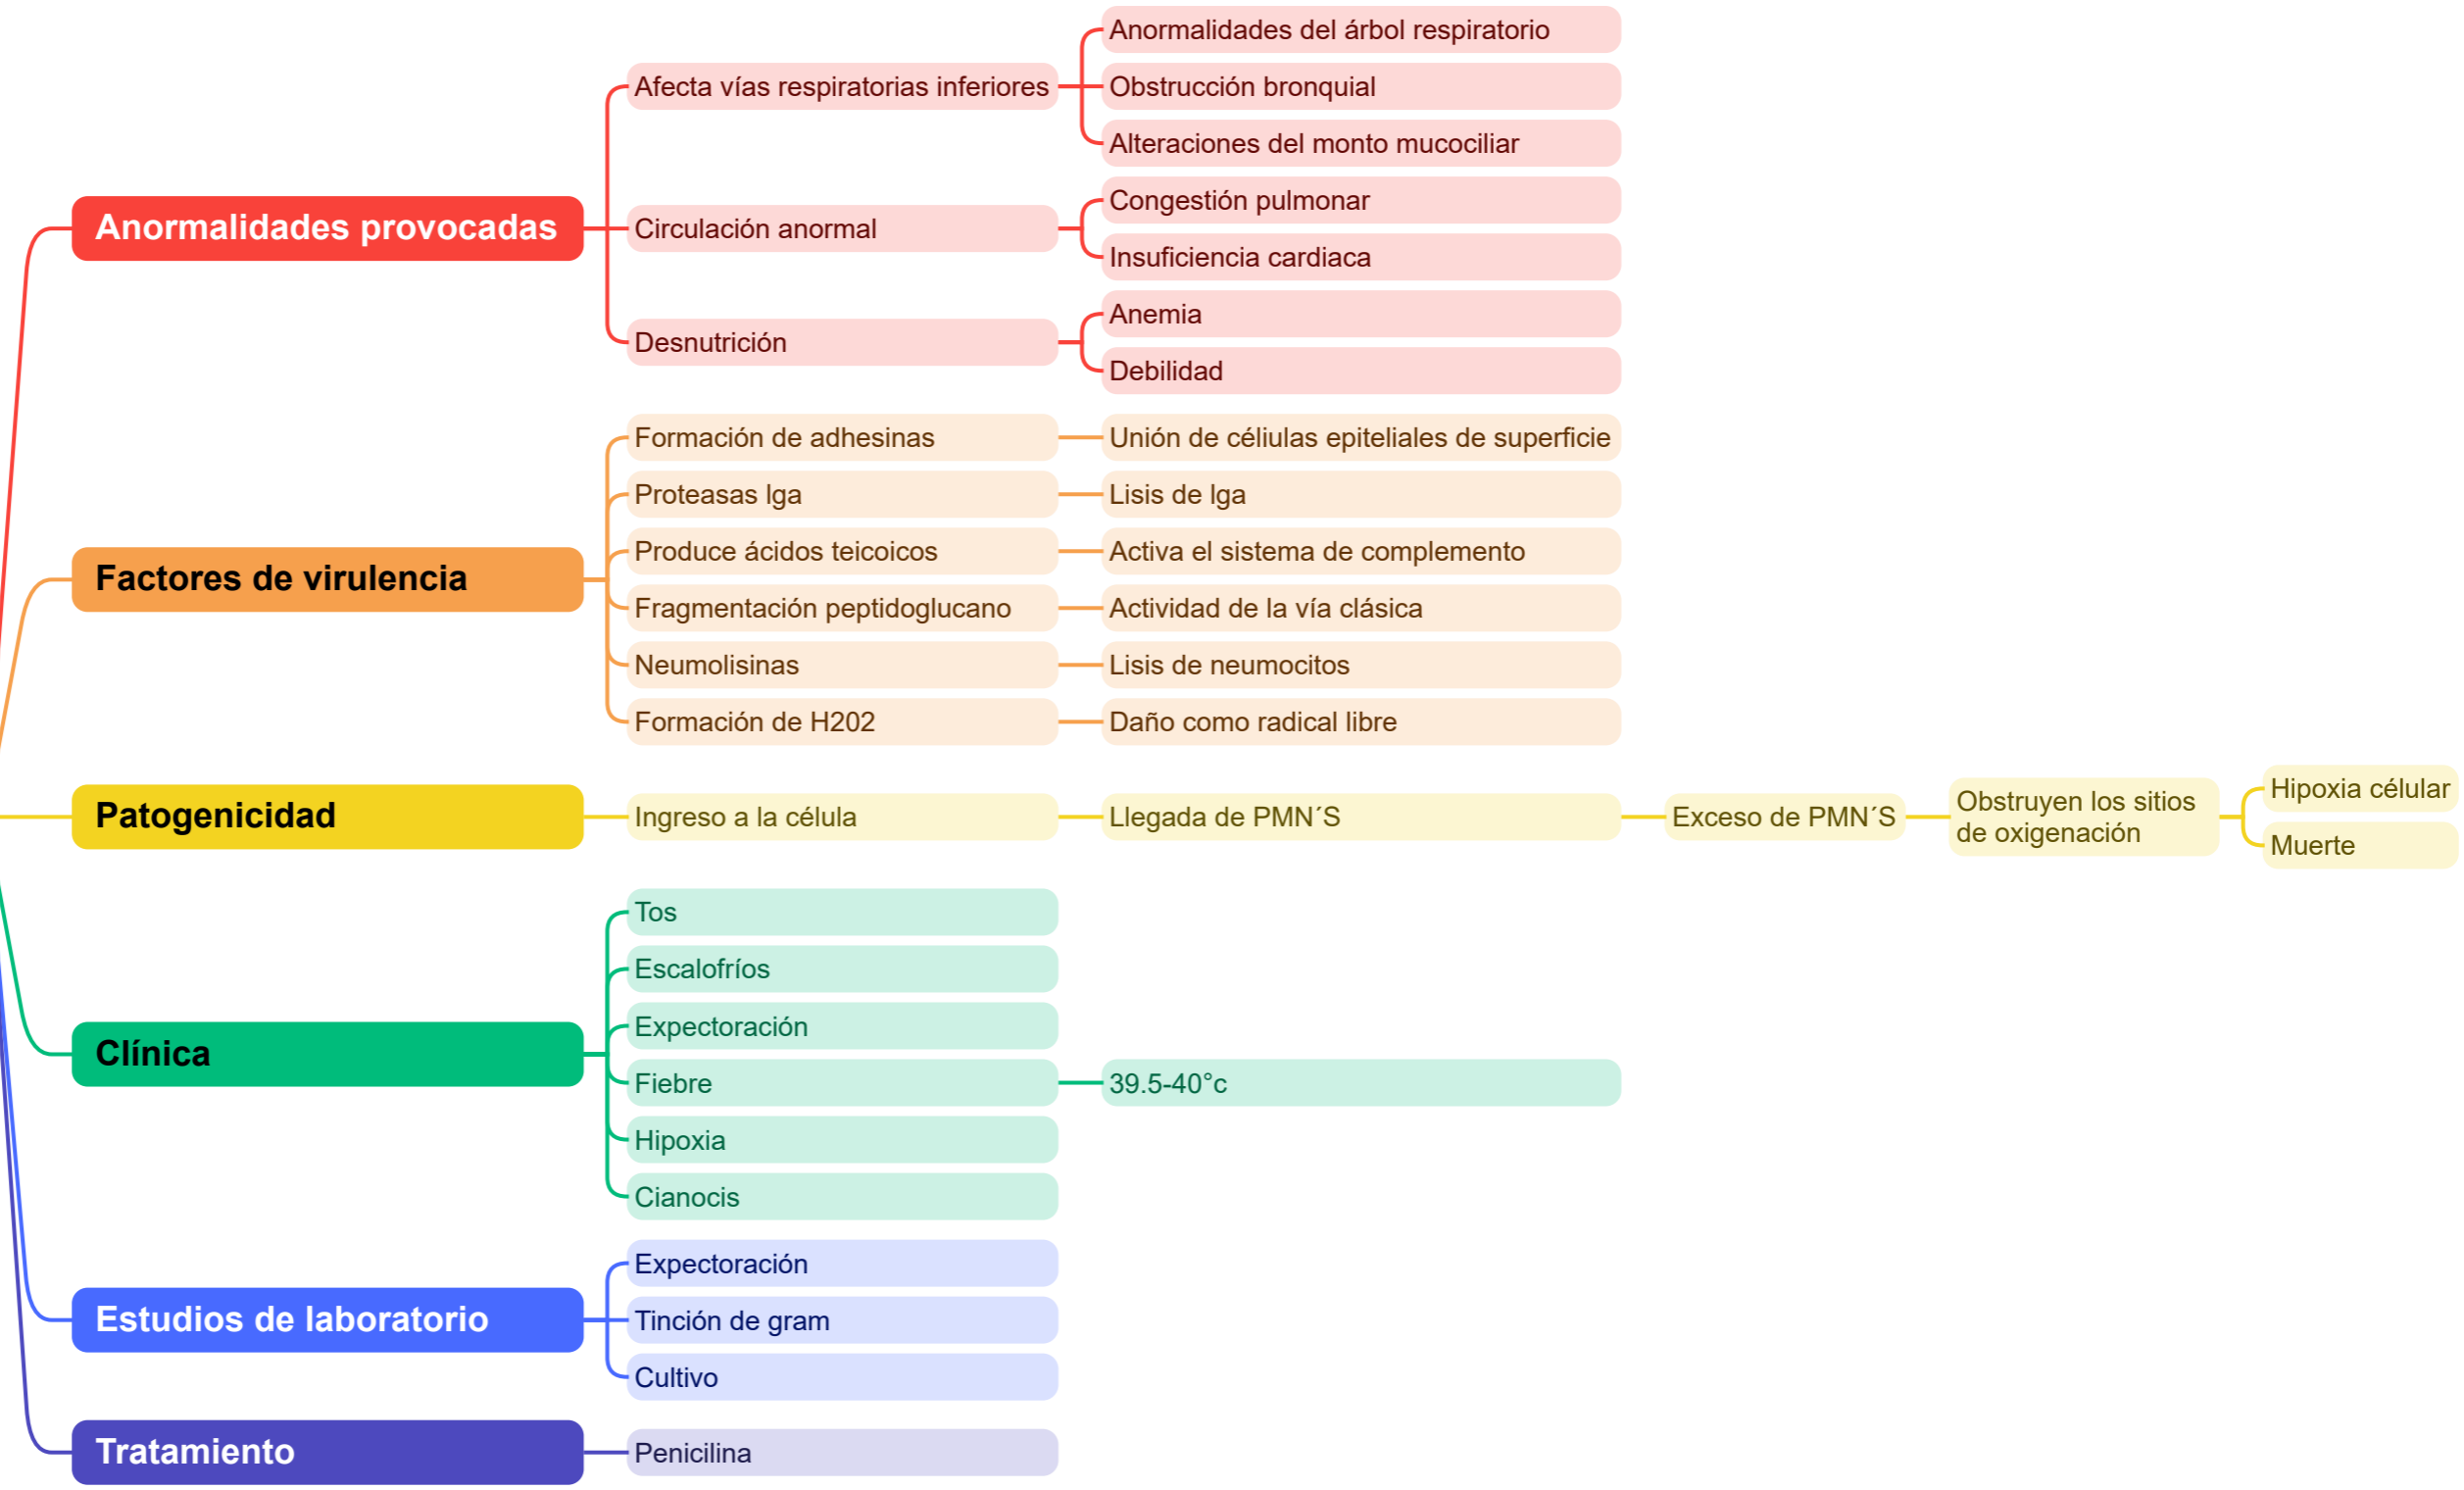 Anormalidades provocadas
Afecta vías respiratorias inferiores
Anormalidades del árbol respiratorio
Obstrucción bronquial
Alteraciones del monto mucociliar
Circulación anormal
Congestión pulmonar
Insuficiencia cardiaca
Desnutrición
Anemia
Debilidad
Factores de virulencia
Formación de adhesinas
Unión de céliulas epiteliales de superficie
Proteasas Iga
Lisis de Iga
Produce ácidos teicoicos
Activa el sistema de complemento
Fragmentación peptidoglucano
Actividad de la vía clásica
Neumolisinas
Lisis de neumocitos
Formación de H202
Daño como radical libre
Patogenicidad
Ingreso a la célula
Llegada de PMN´S
Exceso de PMN´S
Obstruyen los sitios
de oxigenación
Hipoxia célular
Muerte
Clínica
Tos
Escalofríos
Expectoración
Fiebre
39.5-40°c
Hipoxia
Cianocis
Estudios de laboratorio
Expectoración
Tinción de gram
Cultivo
Tratamiento
Penicilina